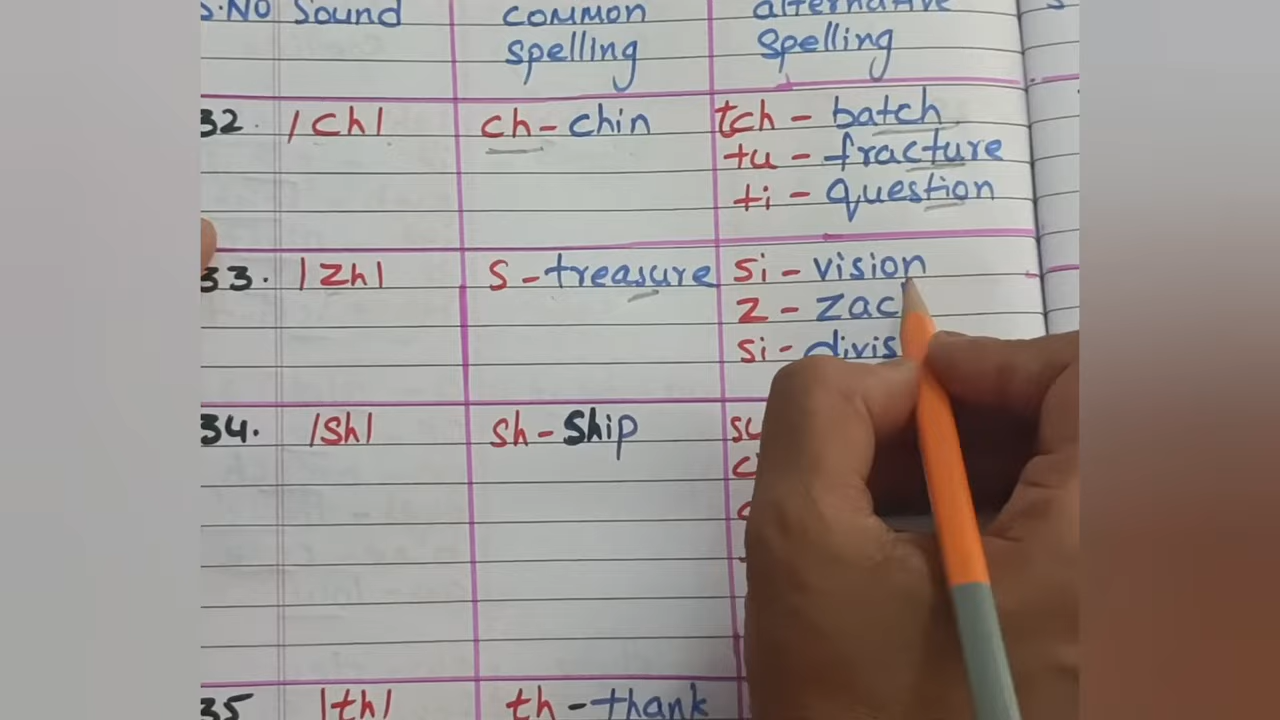 S.NO Sound common alternative
spelling spelling
32. /ch/ ch - chin tch - batch
tu - fracture
ti - question
33. /zh/ s - treasure si - vision
z -
si -
34. /sh/ sh - ship
35 /th/ th - thank